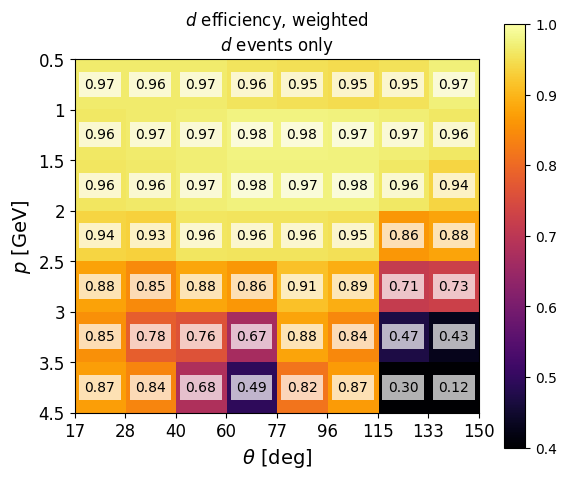 d efficiency, weighted
d events only
1.0
0.5
0.97 0.96 0.97 0.96 0.95 0.95 0.95 0.97
1
0.9
0.96 0.97 0.97 0.98 0.98 0.97 0.97 0.96
1.5
0.96 0.96 0.97 0.98 0.97 0.98 0.96 0.94
0.8
2
0.94 0.93 0.96 0.96 0.96 0.95 0.86 0.88
p [GeV]
0.7
2.5
0.88 0.85 0.88 0.86 0.91 0.89 0.71 0.73
3
0.6
0.85 0.78 0.76 0.67 0.88 0.84 0.47 0.43
3.5
0.5
0.87 0.84 0.68 0.49 0.82 0.87 0.30 0.12
4.5
17 28 40 60 77 96 115 133 150
0.4
θ [deg]